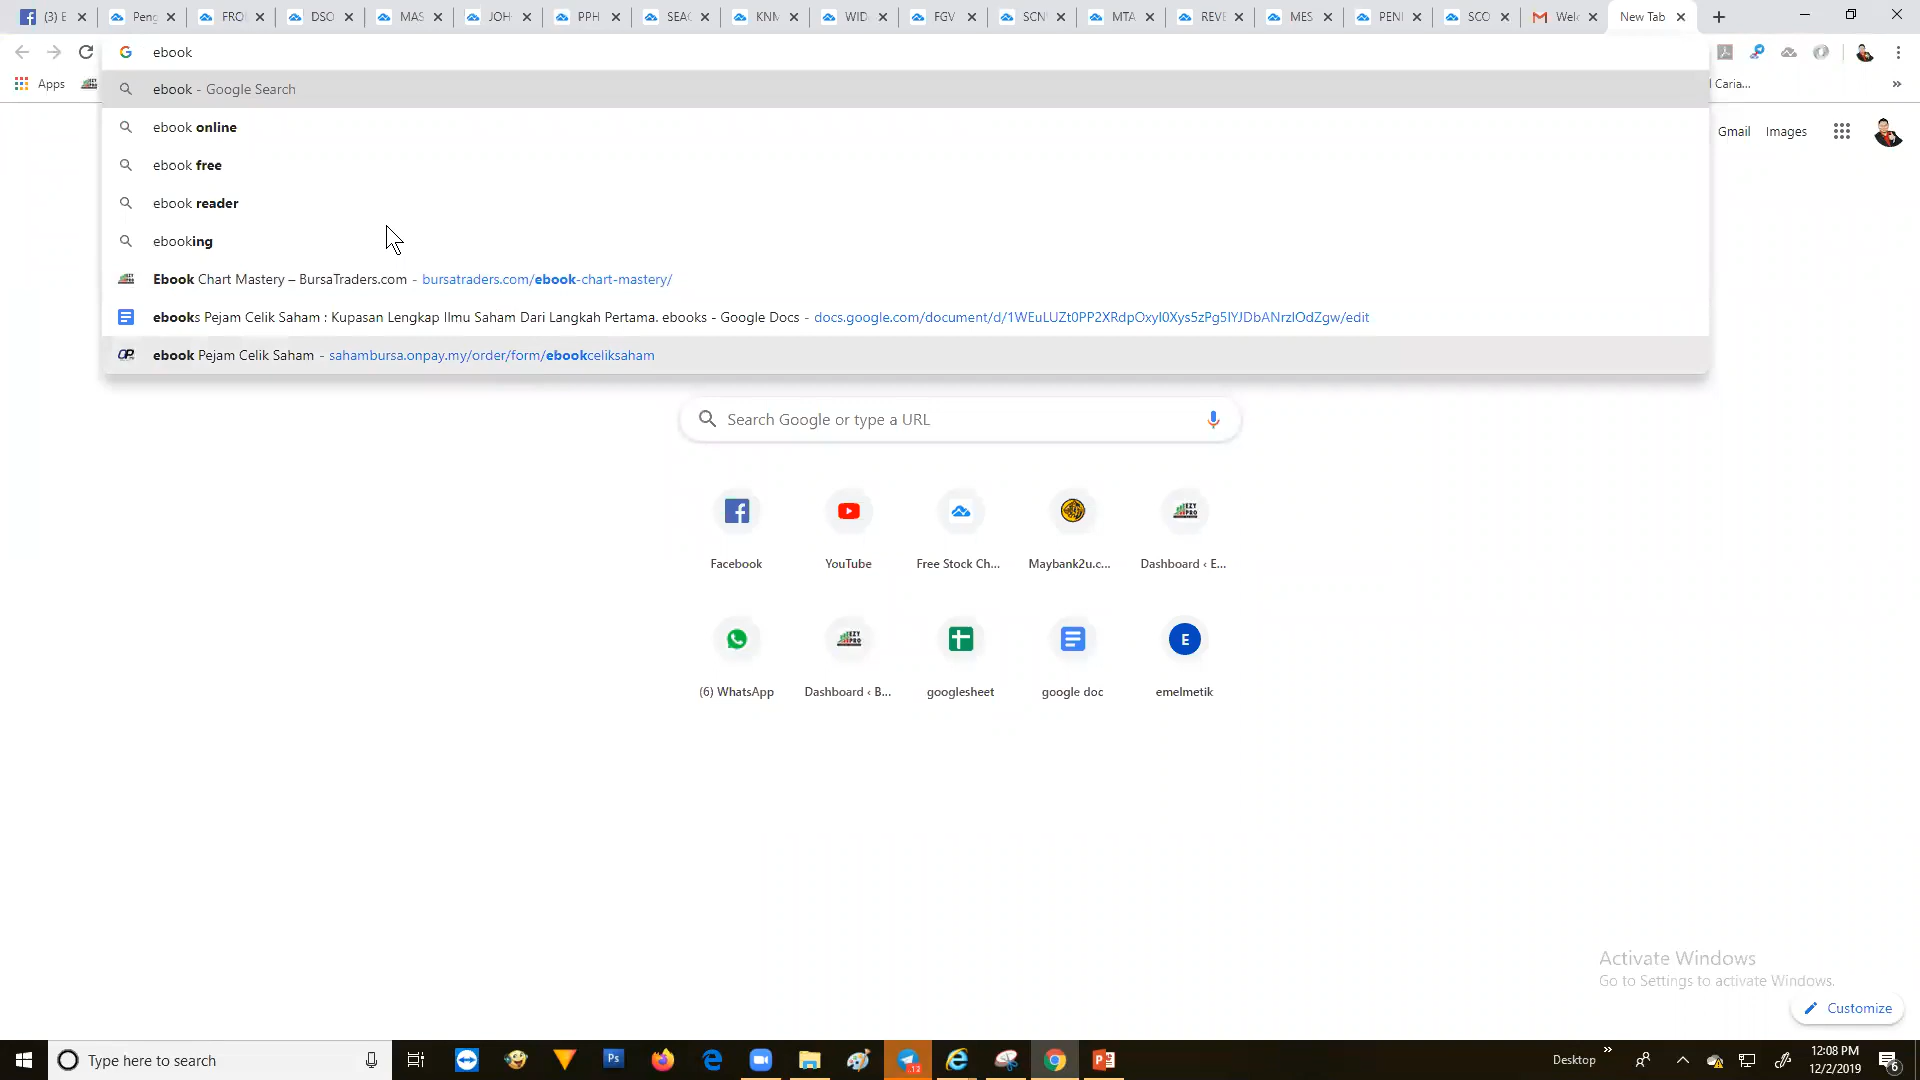 (3) E
Peng
FRO
DSO
MAS
JOH
PPH
SEAC
KNM
WID
FGV
SCN
MTA
REVE
MES
PENI
SCO
Welc
New Tab
ebook
Apps
l Caria...
»
ebook - Google Search
ebook online
ebook free
ebook reader
ebooking
Ebook Chart Mastery – BursaTraders.com - bursatraders.com/ebook-chart-mastery/
ebooks Pejam Celik Saham : Kupasan Lengkap Ilmu Saham Dari Langkah Pertama. ebooks - Google Docs - docs.google.com/document/d/1WEuLUZt0PP2XRdpOxyI0Xys5zPg5IYJDbANrzIOdZgw/edit
ebook Pejam Celik Saham - sahambursa.onpay.my/order/form/ebookceliksaham
Gmail Images
Search Google or type a URL
Facebook
YouTube
Free Stock Ch...
Maybank2u.c...
Dashboard ‹ E...
E
(6) WhatsApp
Dashboard ‹ B...
googlesheet
google doc
emelmetik
Activate Windows
Go to Settings to activate Windows.
Customize
Type here to search
Desktop
12:08 PM
12/2/2019
6